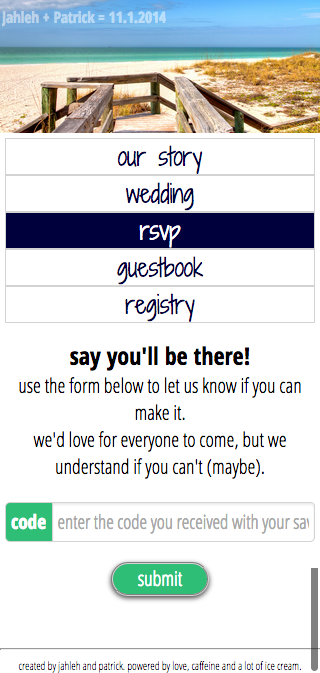 Jahleh + Patrick = 11.1.2014
our story
wedding
rsvp
guestbook
registry
say you'll be there!
use the form below to let us know if you can
make it.
we'd love for everyone to come, but we
understand if you can't (maybe).
code enter the code you received with your sav
submit
created by jahleh and patrick. powered by love, caffeine and a lot of ice cream.